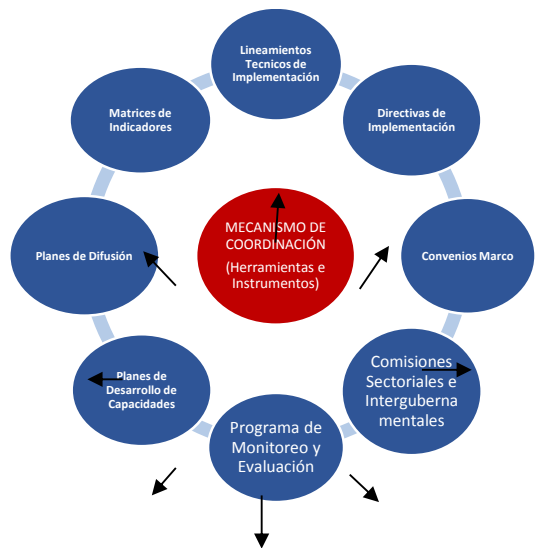 Lineamientos
Tecnicos de
Implementación
Directivas de
Implementación
Convenios Marco
Comisiones
Sectoriales e
Interguberna
mentales
Programa de
Monitoreo y
Evaluación
Planes de
Desarrollo de
Capacidades
Planes de Difusión
Matrices de
Indicadores
MECANISMO DE
COORDINACIÓN
(Herramientas e
Instrumentos)